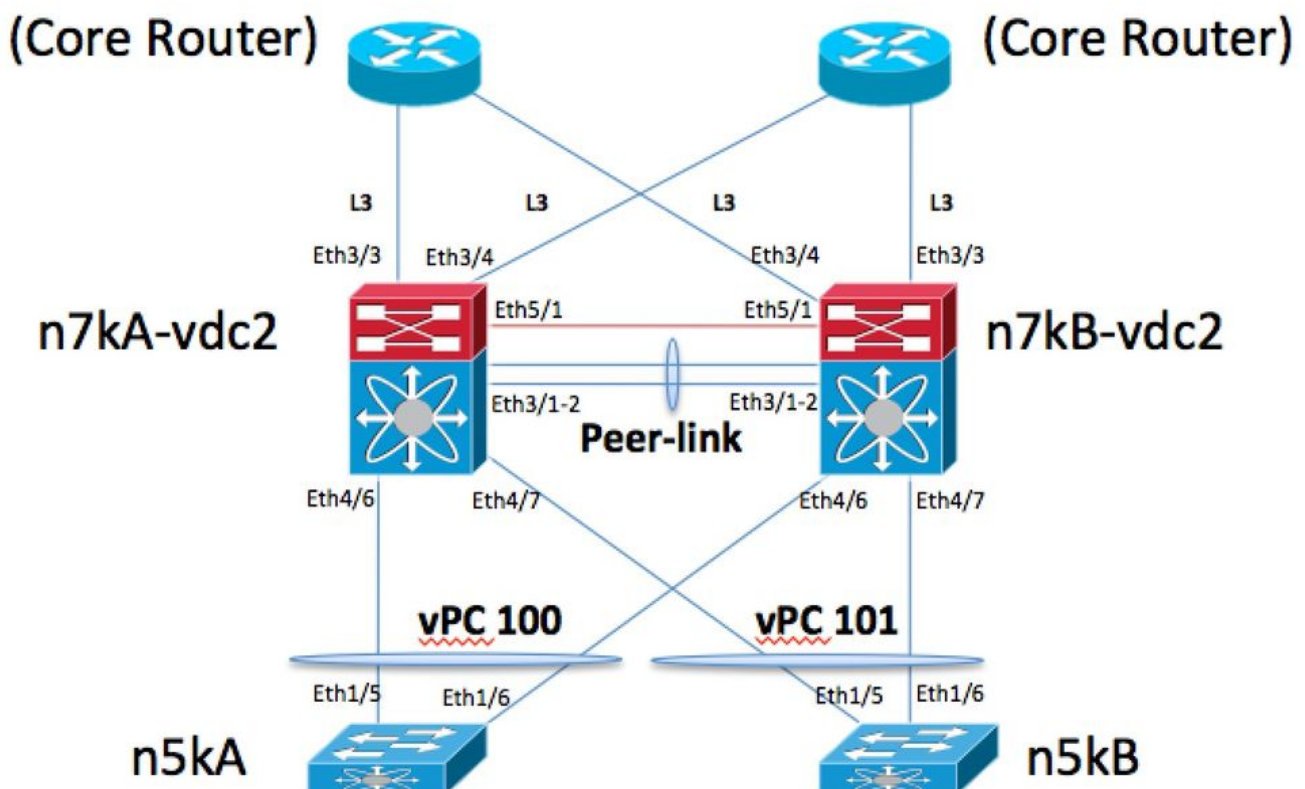 (Core Router)
(Core Router)
L3
L3
L3
L3
Eth3/3
Eth3/4
Eth3/4
Eth3/3
n7kA-vdc2
Eth5/1
Eth5/1
n7kB-vdc2
Eth3/1-2
Eth3/1-2
Peer-link
Eth4/6
Eth4/7
Eth4/6
Eth4/7
vPC 100
vPC 101
Eth1/5
Eth1/6
Eth1/5
Eth1/6
n5kA
n5kB